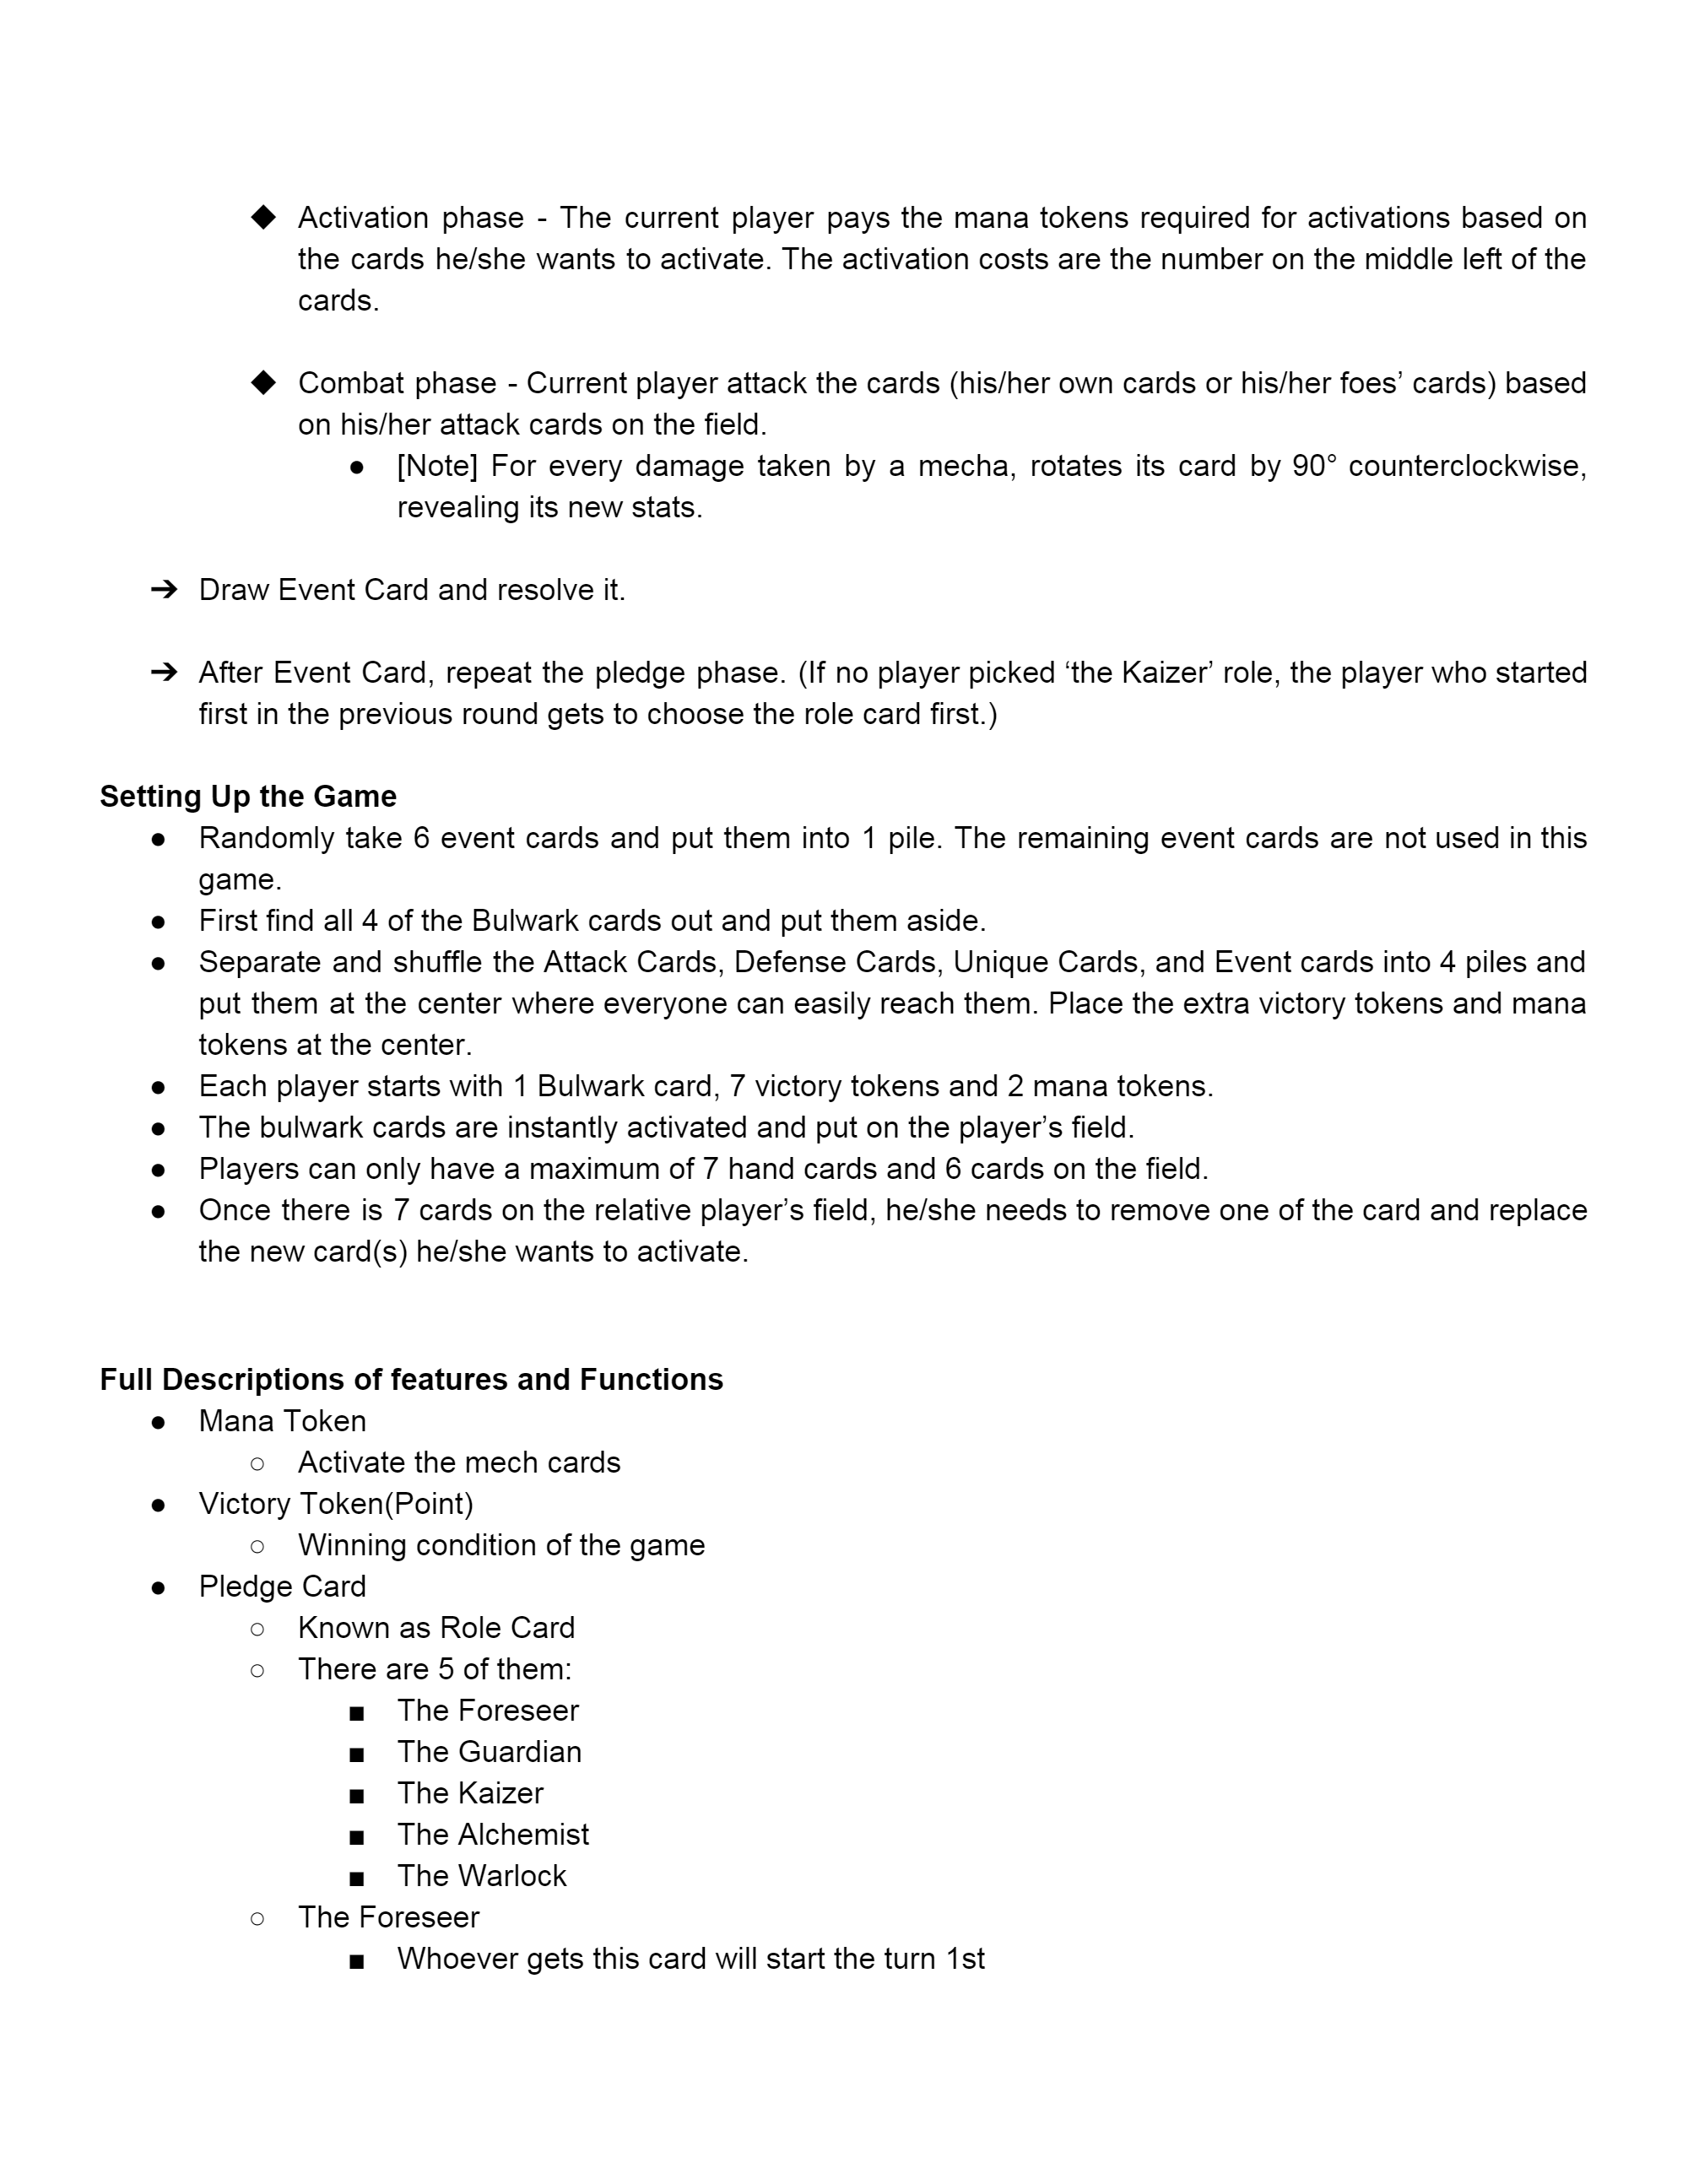 ◆ Activation phase - The current player pays the mana tokens required for activations based on
the cards he/she wants to activate. The activation costs are the number on the middle left of the
cards.
◆ Combat phase - Current player attack the cards (his/her own cards or his/her foes’ cards) based
on his/her attack cards on the field.
● [Note] For every damage taken by a mecha, rotates its card by 90° counterclockwise,
revealing its new stats.
➔ Draw Event Card and resolve it.
➔ After Event Card, repeat the pledge phase. (If no player picked ‘the Kaizer’ role, the player who started
first in the previous round gets to choose the role card first.)
Setting Up the Game
● Randomly take 6 event cards and put them into 1 pile. The remaining event cards are not used in this
game.
● First find all 4 of the Bulwark cards out and put them aside.
● Separate and shuffle the Attack Cards, Defense Cards, Unique Cards, and Event cards into 4 piles and
put them at the center where everyone can easily reach them. Place the extra victory tokens and mana
tokens at the center.
● Each player starts with 1 Bulwark card, 7 victory tokens and 2 mana tokens.
● The bulwark cards are instantly activated and put on the player’s field.
● Players can only have a maximum of 7 hand cards and 6 cards on the field.
● Once there is 7 cards on the relative player’s field, he/she needs to remove one of the card and replace
the new card(s) he/she wants to activate.
Full Descriptions of features and Functions
● Mana Token
○ Activate the mech cards
● Victory Token(Point)
○ Winning condition of the game
● Pledge Card
○ Known as Role Card
○ There are 5 of them:
■ The Foreseer
■ The Guardian
■ The Kaizer
■ The Alchemist
■ The Warlock
○ The Foreseer
■ Whoever gets this card will start the turn 1st